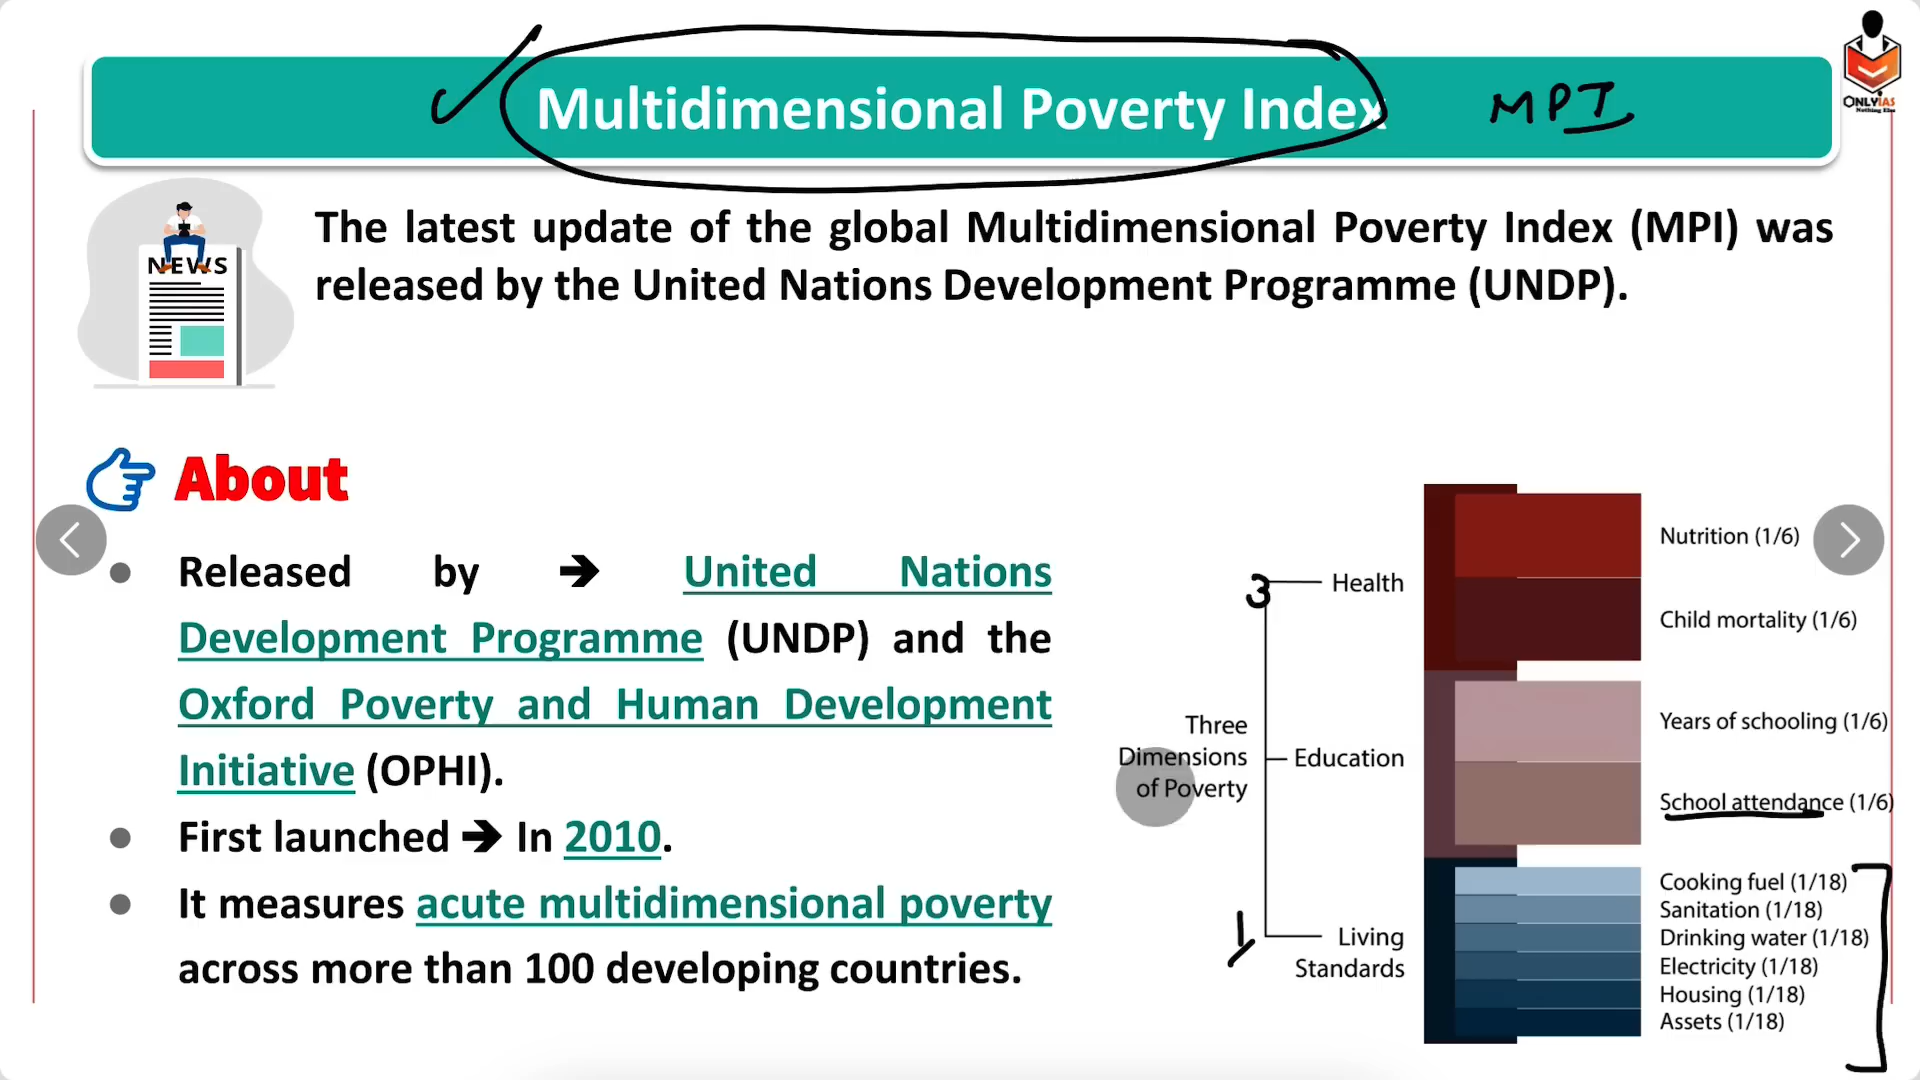 Multidimensional Poverty Index
MPI
ONLYIAS
Nothing Else
NEWS
The latest update of the global Multidimensional Poverty Index (MPI) was
released by the United Nations Development Programme (UNDP).
About
Released by ➔ United Nations
Development Programme (UNDP) and the
Oxford Poverty and Human Development
Initiative (OPHI).
First launched ➔ In 2010.
It measures acute multidimensional poverty
across more than 100 developing countries.
3
Three
Dimensions
of Poverty
Health
Education
Living
Standards
Nutrition (1/6)
Child mortality (1/6)
Years of schooling (1/6)
School attendance (1/6)
Cooking fuel (1/18)
Sanitation (1/18)
Drinking water (1/18)
Electricity (1/18)
Housing (1/18)
Assets (1/18)